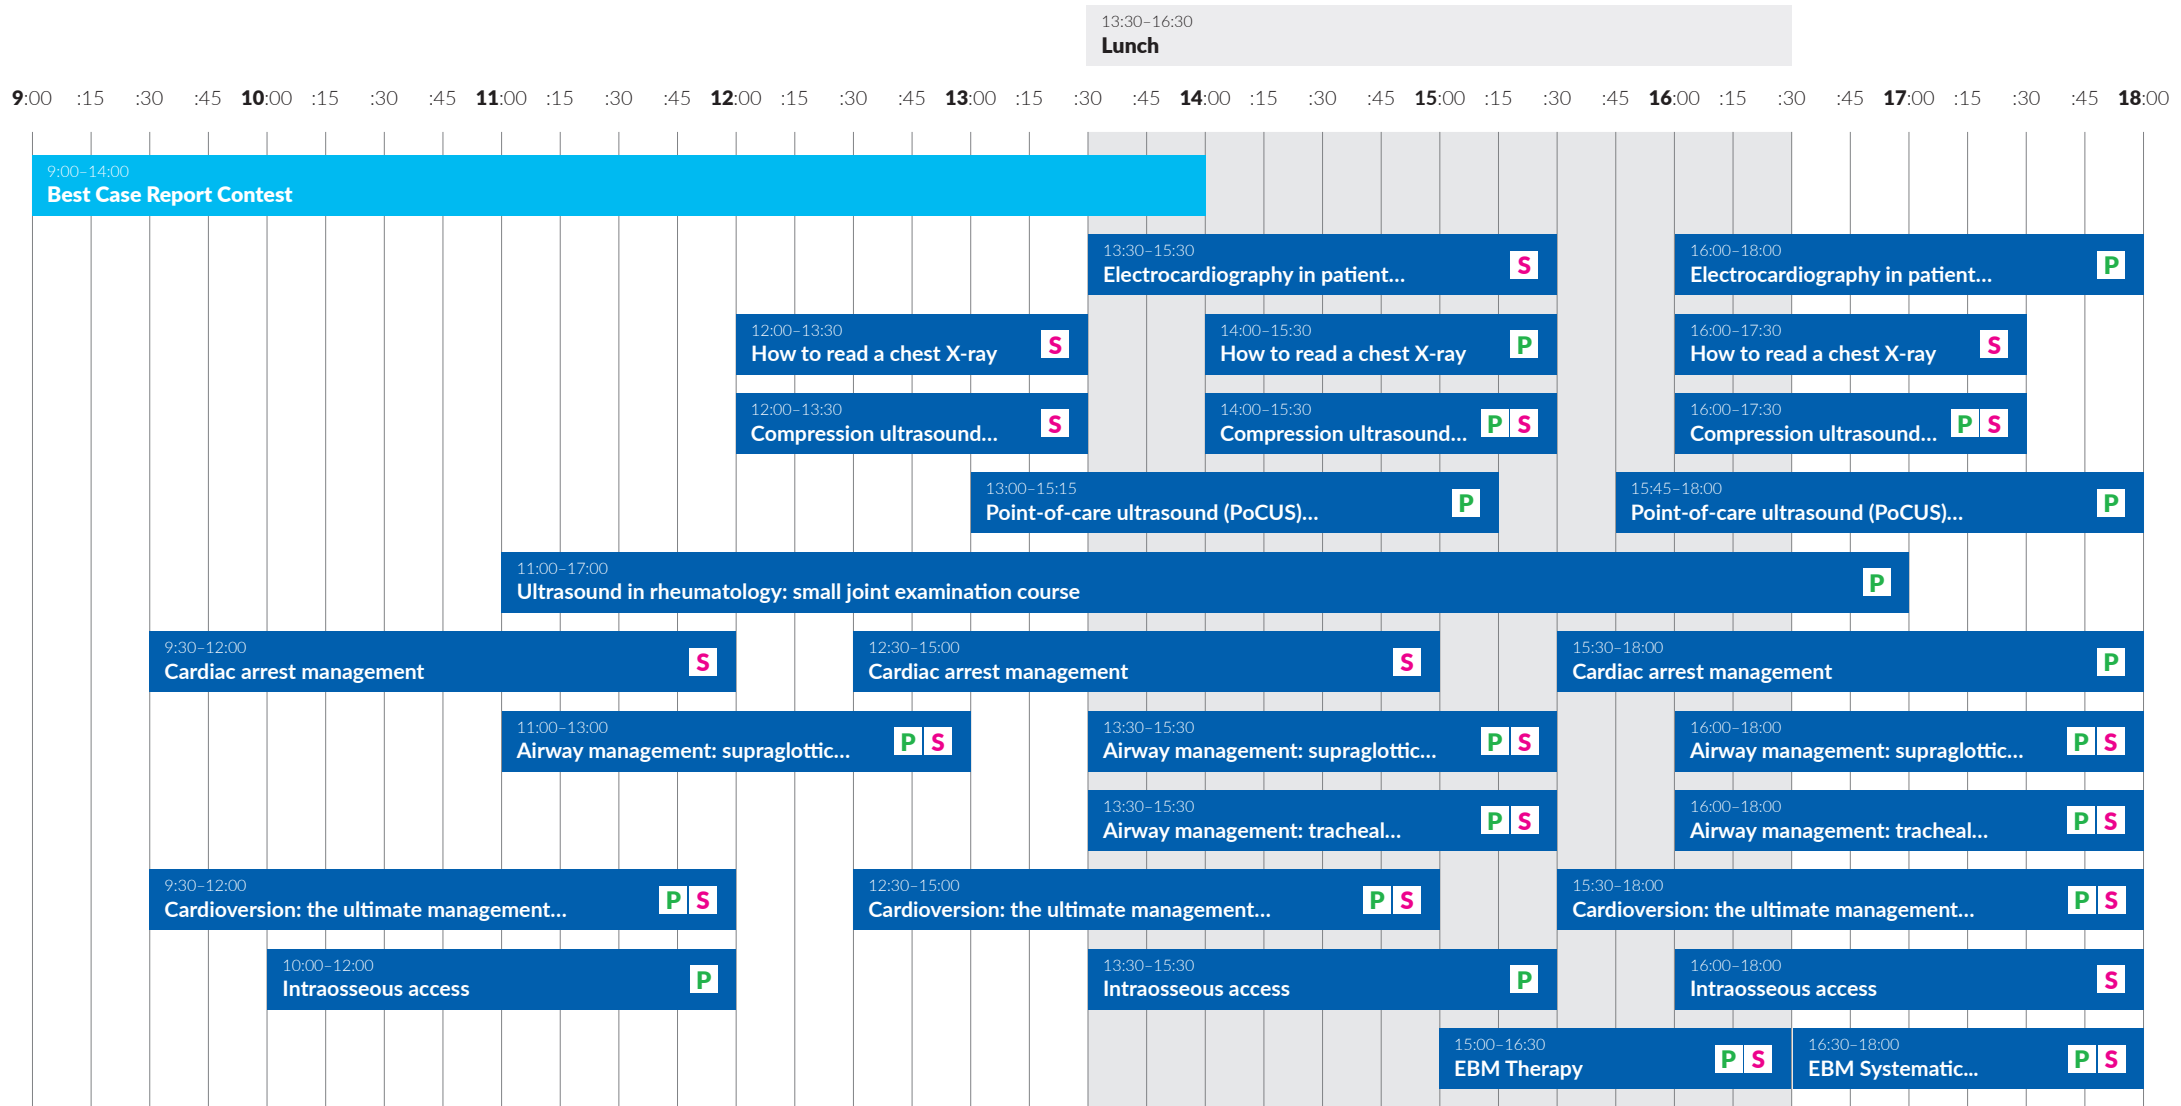 13:30–16:30
Lunch
9:00 :15 :30 :45 10:00 :15 :30 :45 11:00 :15 :30 :45 12:00 :15 :30 :45 13:00 :15 :30 :45 14:00 :15 :30 :45 15:00 :15 :30 :45 16:00 :15 :30 :45 17:00 :15 :30 :45 18:00
9:00–14:00
Best Case Report Contest
13:30–15:30
Electrocardiography in patient... S
16:00–18:00
Electrocardiography in patient... P
12:00–13:30
How to read a chest X-ray S
14:00–15:30
How to read a chest X-ray P
16:00–17:30
How to read a chest X-ray S
12:00–13:30
Compression ultrasound... S
14:00–15:30
Compression ultrasound... P S
16:00–17:30
Compression ultrasound... P S
13:00–15:15
Point-of-care ultrasound (PoCUS)... P
15:45–18:00
Point-of-care ultrasound (PoCUS)... P
11:00–17:00
Ultrasound in rheumatology: small joint examination course P
9:30–12:00
Cardiac arrest management S
12:30–15:00
Cardiac arrest management S
15:30–18:00
Cardiac arrest management P
11:00–13:00
Airway management: supraglottic... P S
13:30–15:30
Airway management: supraglottic... P S
16:00–18:00
Airway management: supraglottic... P S
13:30–15:30
Airway management: tracheal... P S
16:00–18:00
Airway management: tracheal... P S
9:30–12:00
Cardioversion: the ultimate management... P S
12:30–15:00
Cardioversion: the ultimate management... P S
15:30–18:00
Cardioversion: the ultimate management... P S
10:00–12:00
Intraosseous access P
13:30–15:30
Intraosseous access P
16:00–18:00
Intraosseous access S
15:00–16:30
EBM Therapy P S
16:30–18:00
EBM Systematic... P S